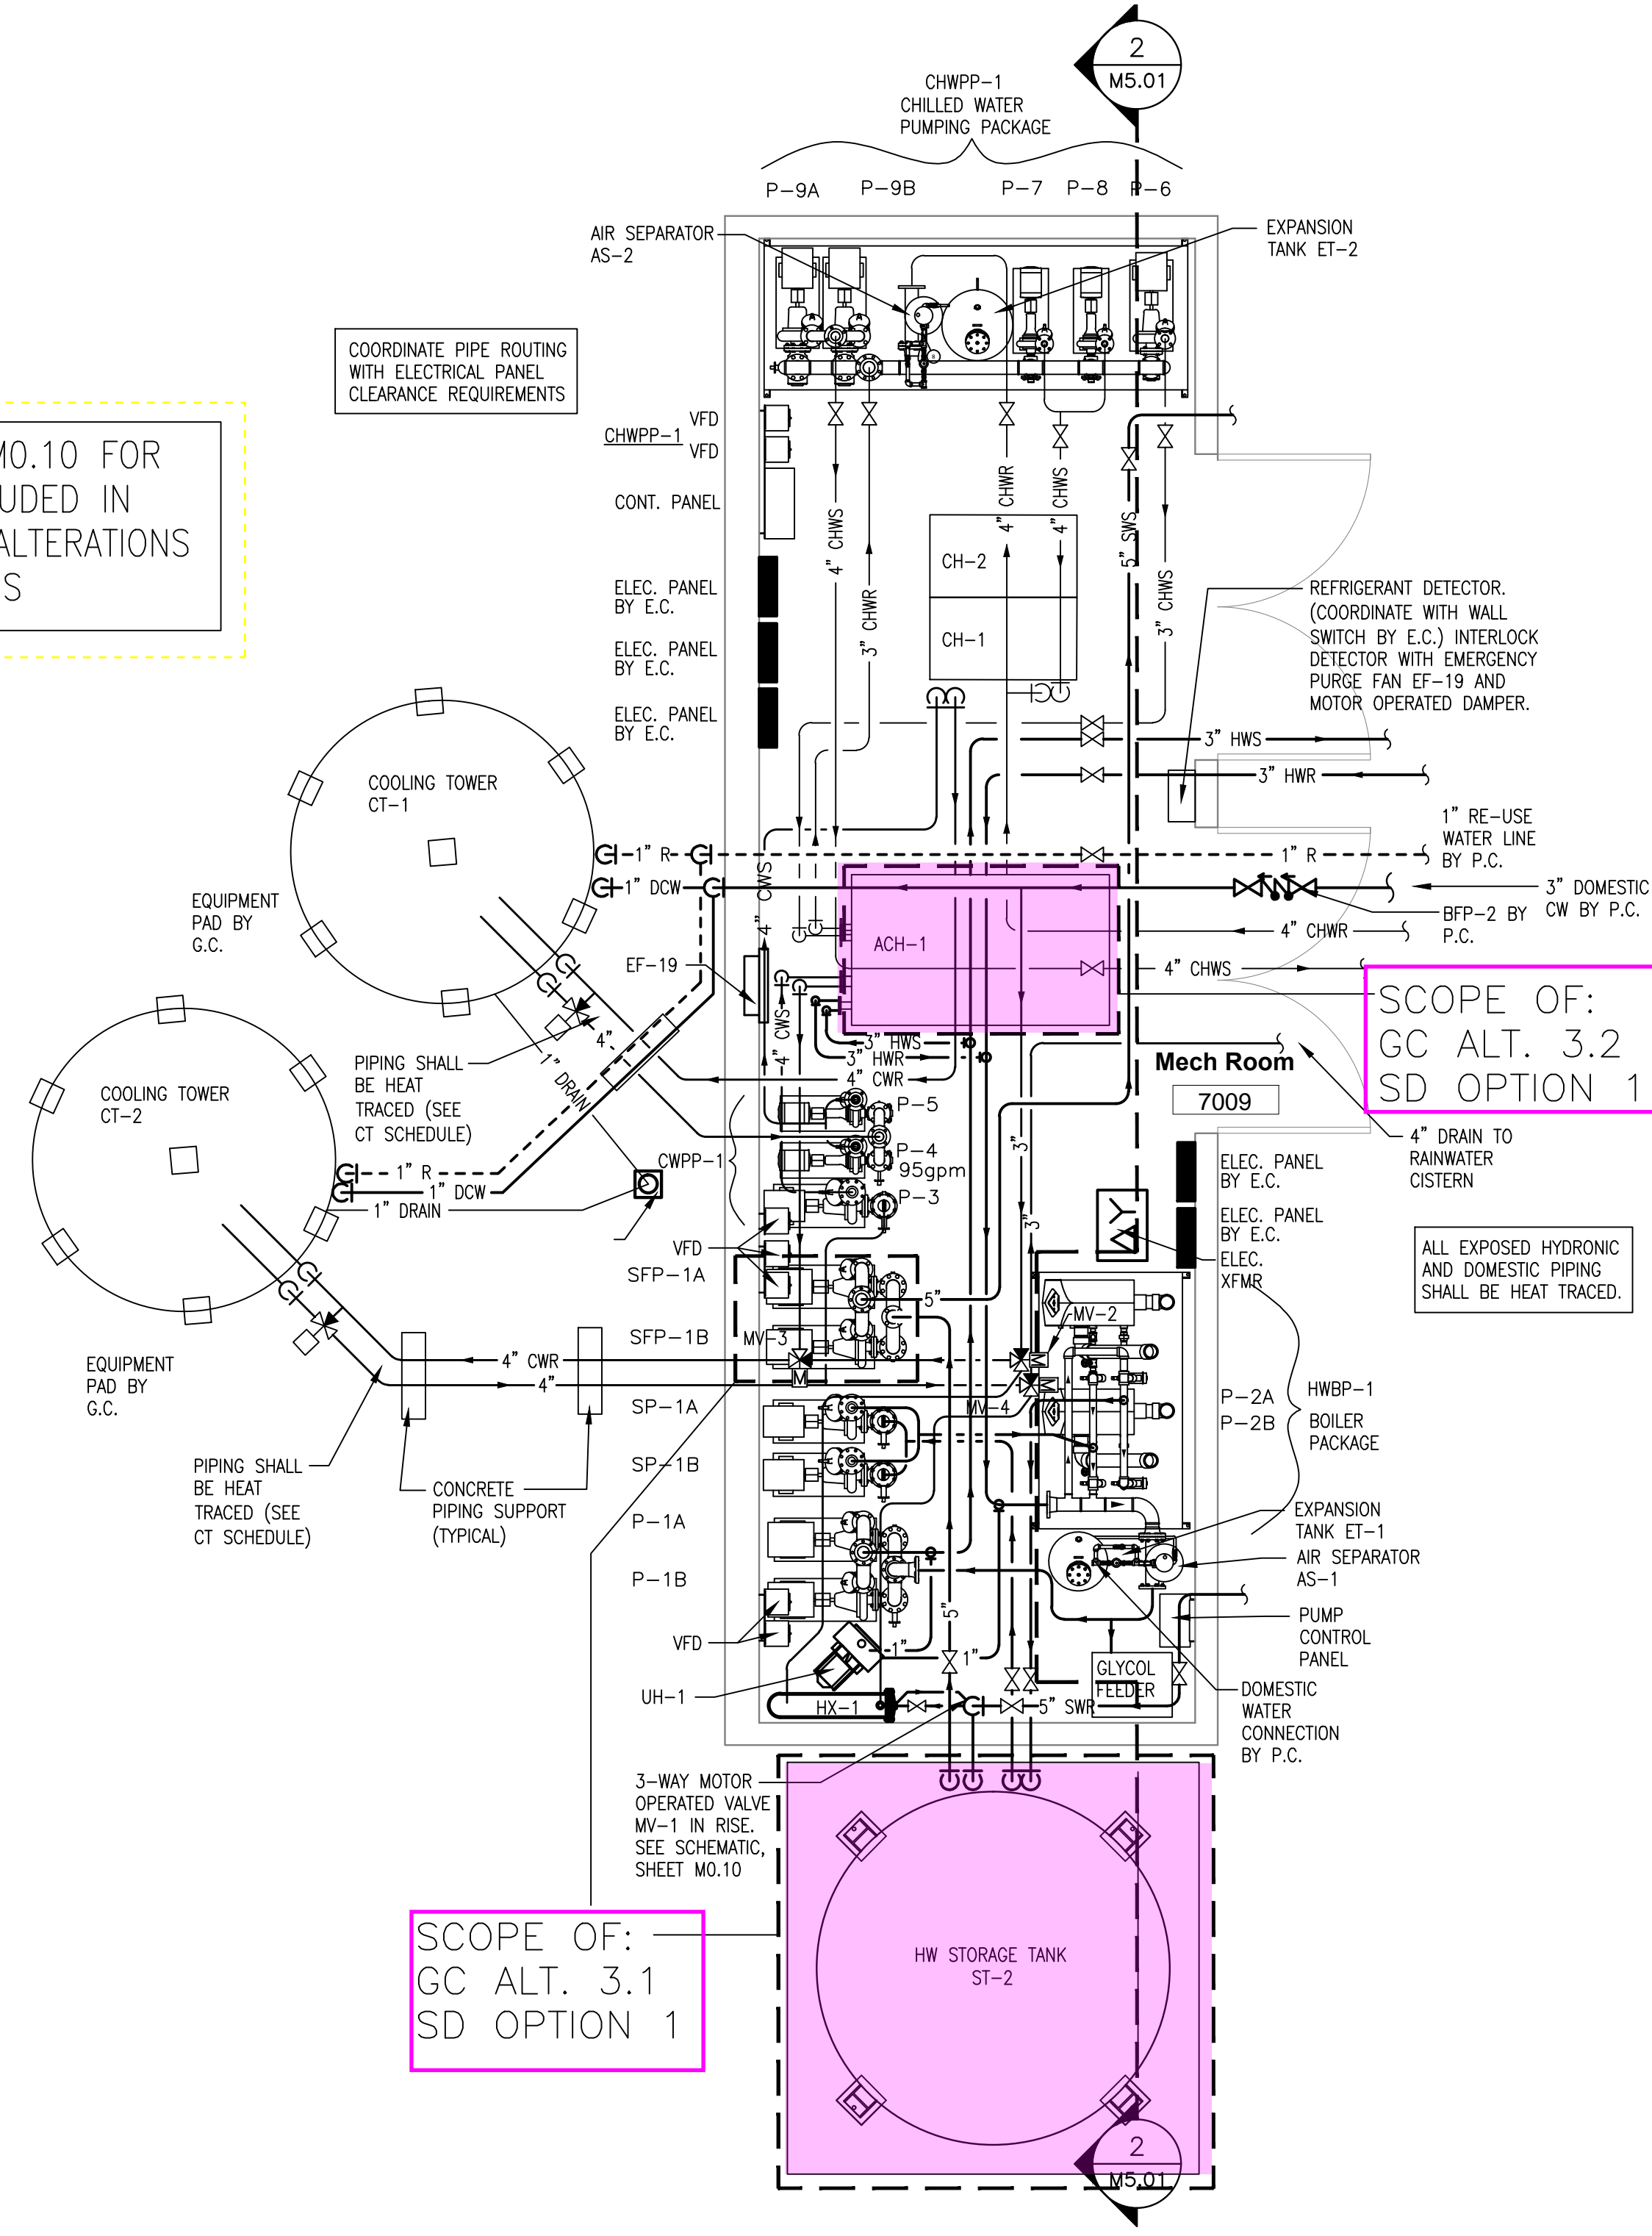 2
M5.01
CHWPP-1
CHILLED WATER
PUMPING PACKAGE
P-9A
P-9B
P-7
P-8
P-6
AIR SEPARATOR
AS-2
EXPANSION
TANK ET-2
COORDINATE PIPE ROUTING
WITH ELECTRICAL PANEL
CLEARANCE REQUIREMENTS
M0.10 FOR
UDED IN
ALTERATIONS
S
VFD
CHWPP-1
VFD
CONT. PANEL
4" CHWS
3" CHWR
4" CHWR
4" CHWS
5" SWS
3" CHWS
CH-2
CH-1
ELEC. PANEL
BY E.C.
ELEC. PANEL
BY E.C.
ELEC. PANEL
BY E.C.
REFRIGERANT DETECTOR.
(COORDINATE WITH WALL
SWITCH BY E.C.) INTERLOCK
DETECTOR WITH EMERGENCY
PURGE FAN EF-19 AND
MOTOR OPERATED DAMPER.
3" HWS
3" HWR
COOLING TOWER
CT-1
1" RE-USE
WATER LINE
BY P.C.
1" R
1" R
1" DCW
3" DOMESTIC
CW BY P.C.
BFP-2 BY
P.C.
EQUIPMENT
PAD BY
G.C.
4" CWS
ACH-1
4" CHWR
4" CHWS
EF-19
SCOPE OF:
GC ALT. 3.2
SD OPTION 1
4" CWS
3" HWS
3" HWR
4" CWR
Mech Room
7009
PIPING SHALL
BE HEAT
TRACED (SEE
CT SCHEDULE)
4"
1" DRAIN
COOLING TOWER
CT-2
P-5
P-4
95gpm
P-3
CWPP-1
3"
3"
4" DRAIN TO
RAINWATER
CISTERN
1" R
1" DCW
1" DRAIN
ELEC. PANEL
BY E.C.
ELEC. PANEL
BY E.C.
ELEC.
XFMR
ALL EXPOSED HYDRONIC
AND DOMESTIC PIPING
SHALL BE HEAT TRACED.
VFD
SFP-1A
5"
SFP-1B
MV-3
M
MV-2
M
M
MV-4
4" CWR
4"
EQUIPMENT
PAD BY
G.C.
P-2A
P-2B
HWBP-1
BOILER
PACKAGE
SP-1A
SP-1B
PIPING SHALL
BE HEAT
TRACED (SEE
CT SCHEDULE)
CONCRETE
PIPING SUPPORT
(TYPICAL)
P-1A
P-1B
EXPANSION
TANK ET-1
AIR SEPARATOR
AS-1
VFD
5"
1"
1"
PUMP
CONTROL
PANEL
GLYCOL
FEEDER
UH-1
HX-1
5" SWR
DOMESTIC
WATER
CONNECTION
BY P.C.
3-WAY MOTOR
OPERATED VALVE
MV-1 IN RISE.
SEE SCHEMATIC,
SHEET M0.10
SCOPE OF:
GC ALT. 3.1
SD OPTION 1
HW STORAGE TANK
ST-2
2
M5.01